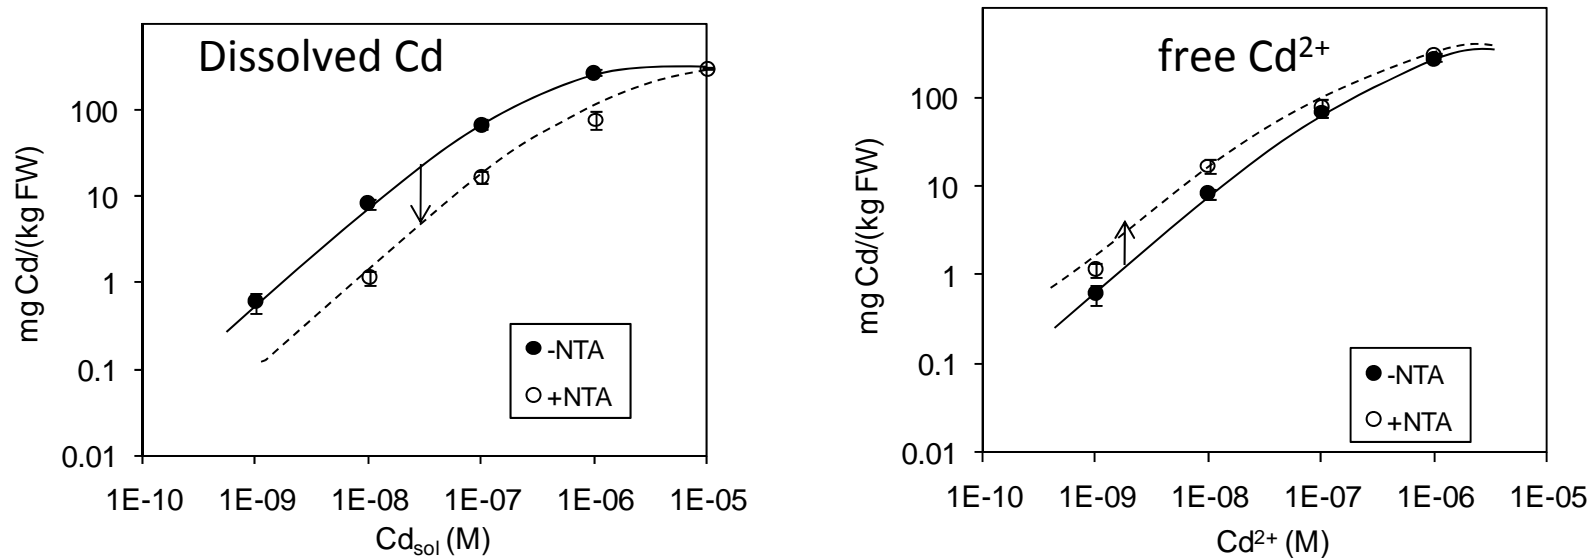 Dissolved Cd
mg Cd/(kg FW)
100
10
1
0.1
0.01
1E-10 1E-09 1E-08 1E-07 1E-06 1E-05
Cdsol (M)
-NTA
+NTA
free Cd2+
mg Cd/(kg FW)
100
10
1
0.1
0.01
1E-10 1E-09 1E-08 1E-07 1E-06 1E-05
Cd2+ (M)
-NTA
+NTA